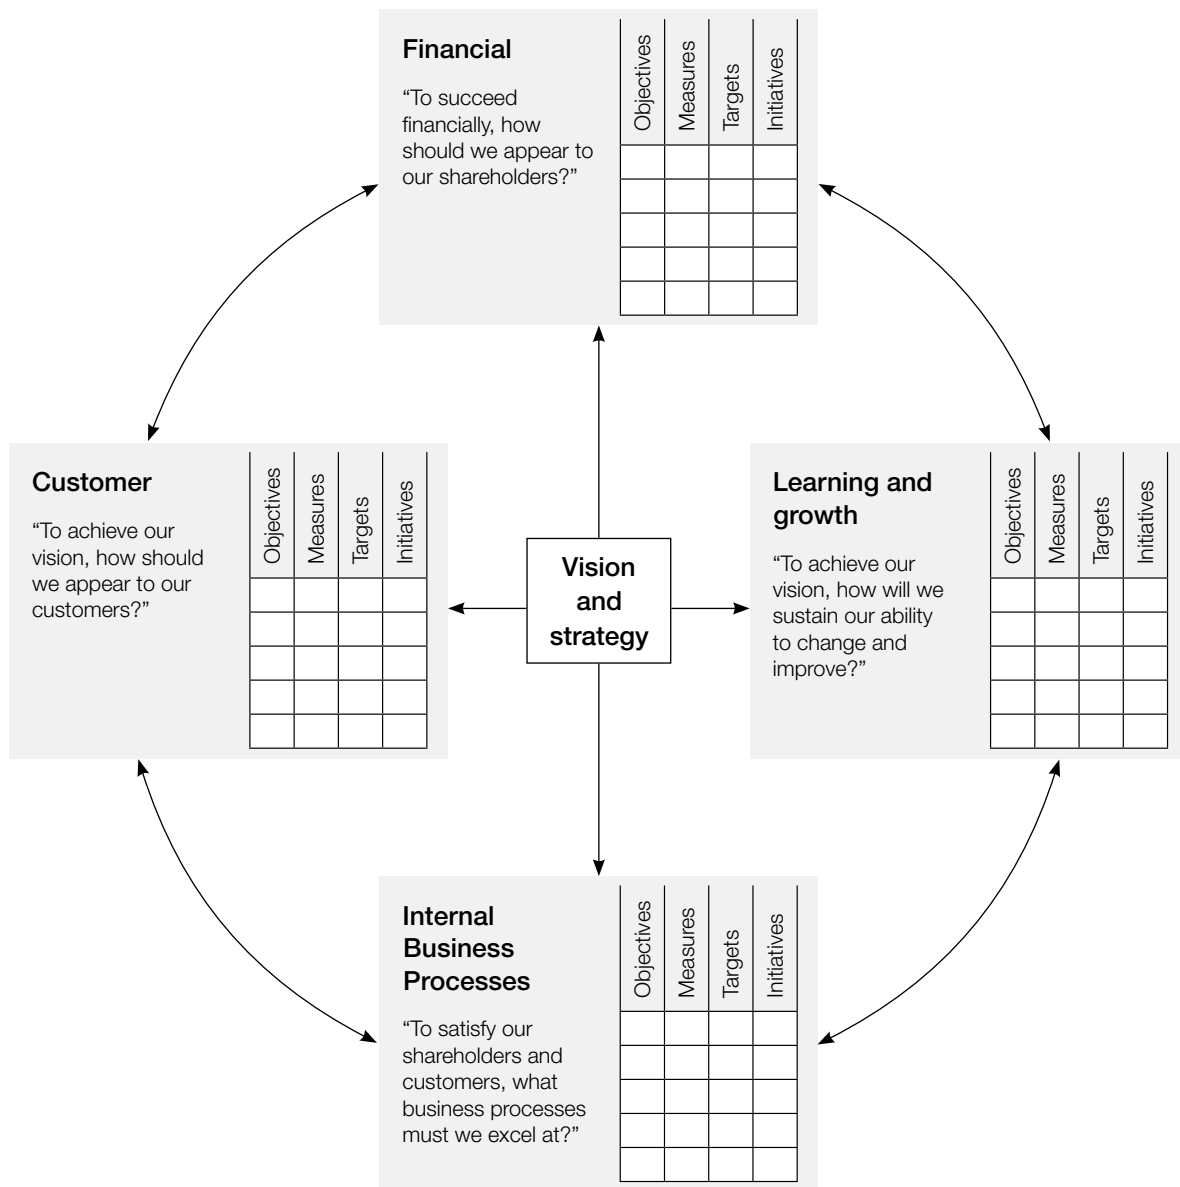 Financial
“To succeed
financially, how
should we appear to
our shareholders?”
Objectives
Measures
Targets
Initiatives
Customer
“To achieve our
vision, how should
we appear to our
customers?”
Objectives
Measures
Targets
Initiatives
Vision
and
strategy
Learning and
growth
“To achieve our
vision, how will we
sustain our ability
to change and
improve?”
Objectives
Measures
Targets
Initiatives
Internal
Business
Processes
“To satisfy our
shareholders and
customers, what
business processes
must we excel at?”
Objectives
Measures
Targets
Initiatives